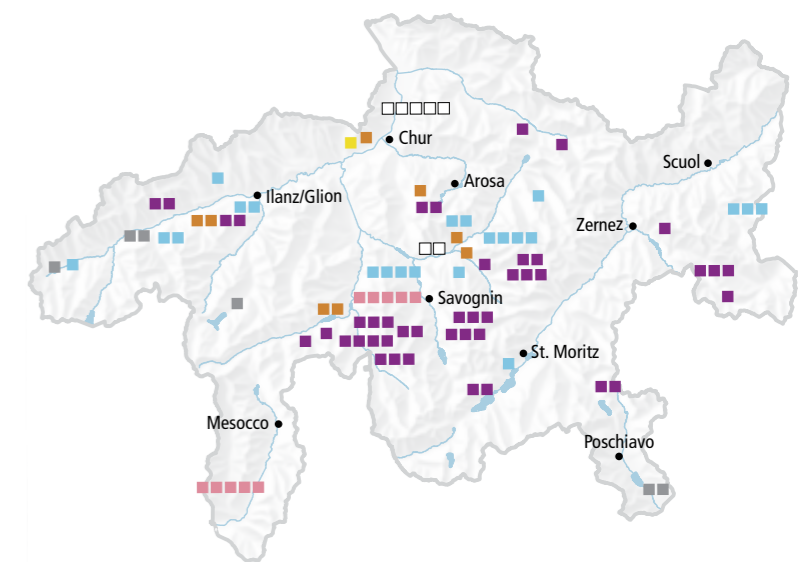 Chur
Scuol
Arosa
Ilanz/Glion
Zernez
Savognin
St. Moritz
Mesocco
Poschiavo